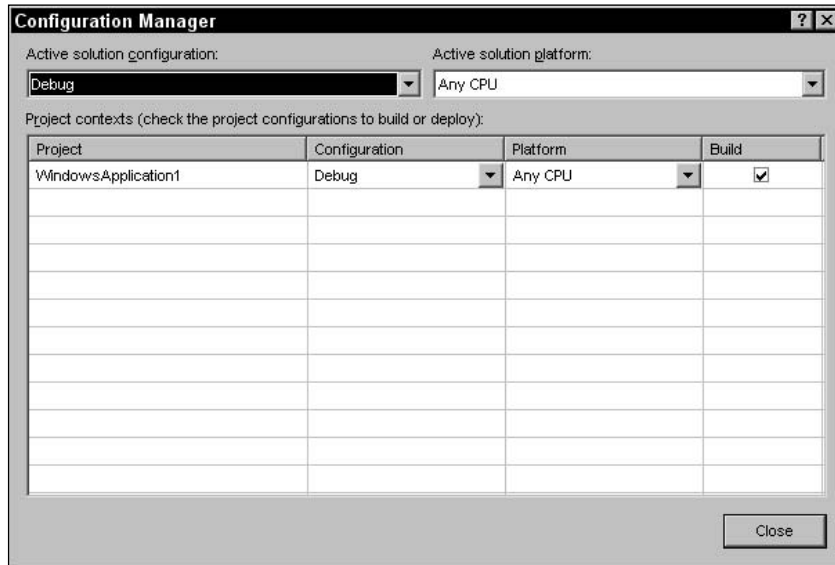 Configuration Manager
Active solution configuration: Active solution platform:
Debug Any CPU
Project contexts (check the project configurations to build or deploy):
Project Configuration Platform Build
WindowsApplication1 Debug Any CPU
Close